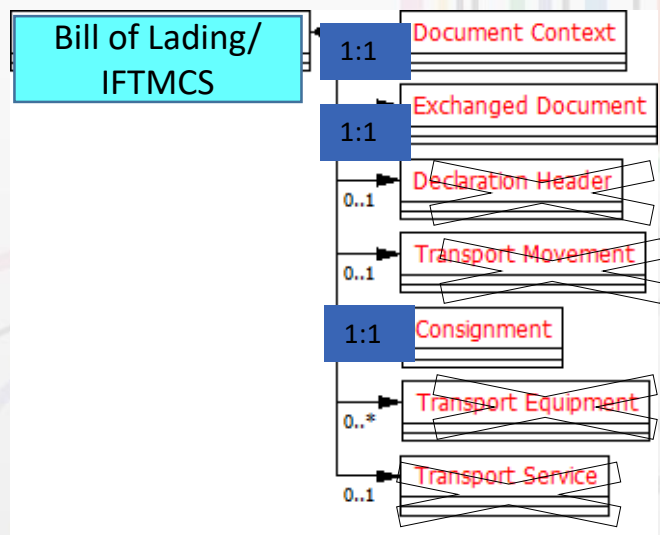 Bill of Lading/
IFTMCS
1:1
Document Context
Exchanged Document
1:1
Declaration Header
0..1
Transport Movement
0..1
1:1
Consignment
Transport Equipment
0..*
Transport Service
0..1